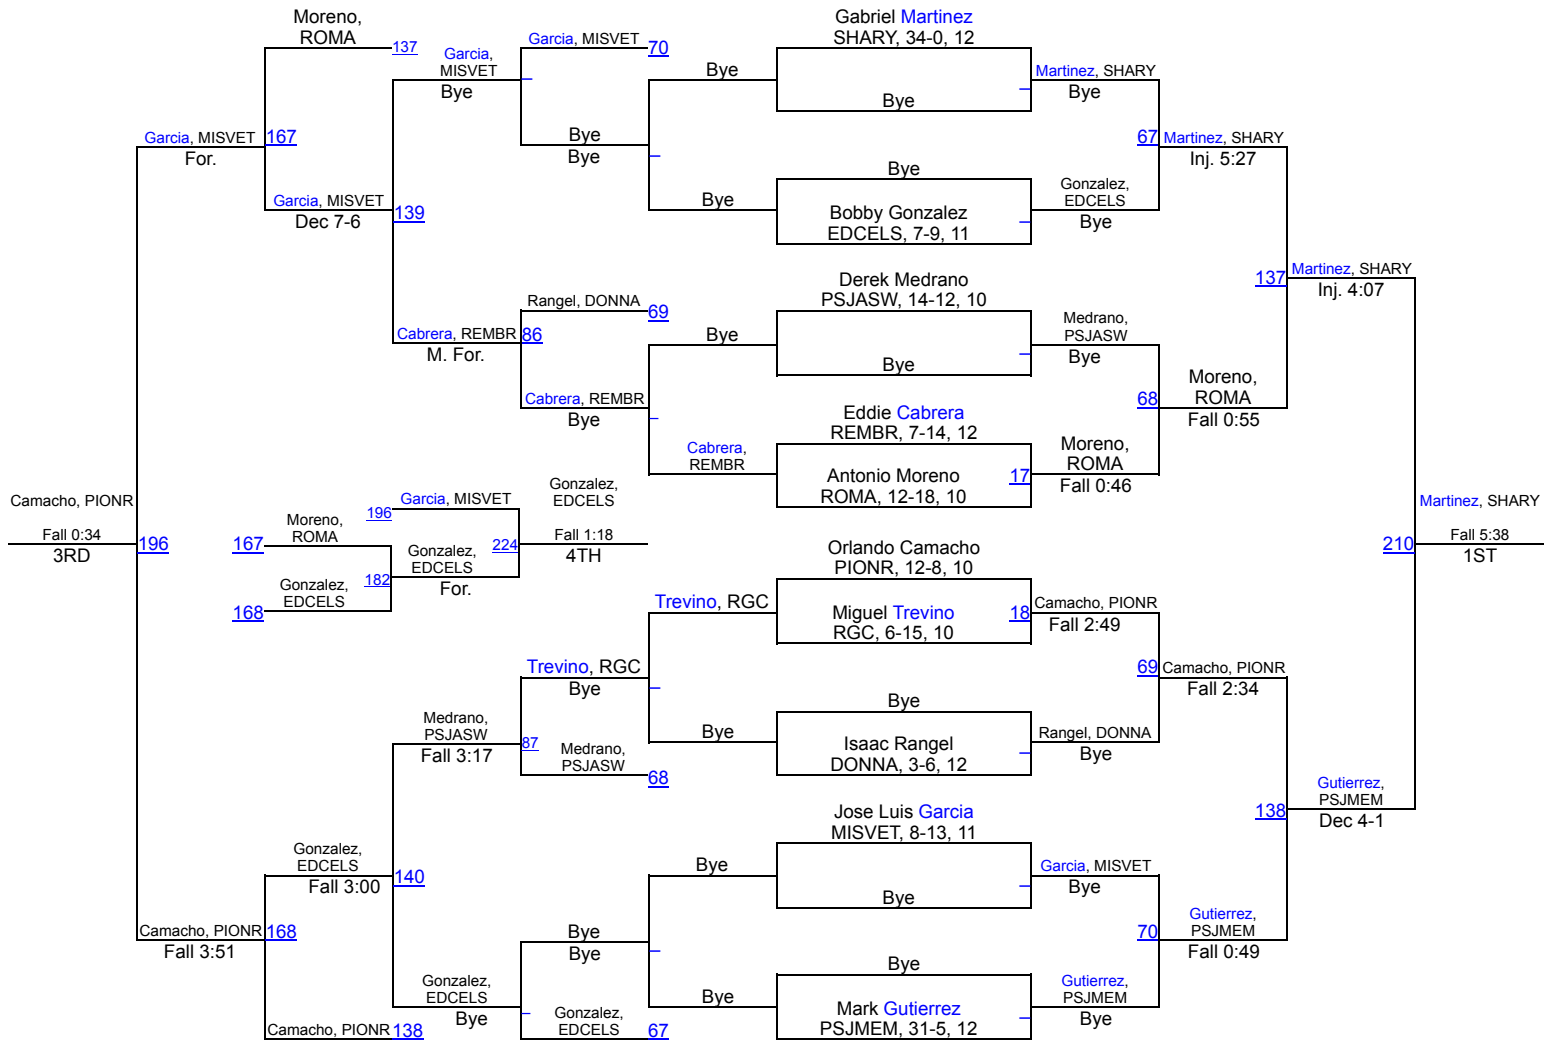 Gabriel Martinez
SHARY, 34-0, 12
Bye
Bye
Bobby Gonzalez
EDCELS, 7-9, 11
Derek Medrano
PSJASW, 14-12, 10
Bye
Eddie Cabrera
REMBR, 7-14, 12
Antonio Moreno
ROMA, 12-18, 10
17
Orlando Camacho
PIONR, 12-8, 10
Miguel Trevino
RGC, 6-15, 10
18
Bye
Isaac Rangel
DONNA, 3-6, 12
Jose Luis Garcia
MISVET, 8-13, 11
Bye
Bye
Mark Gutierrez
PSJMEM, 31-5, 12
Martinez, SHARY
Bye
67
Gonzalez,
EDCELS
Bye
Medrano,
PSJASW
Bye
68
Moreno,
ROMA
Fall 0:46
Camacho, PIONR
Fall 2:49
69
Rangel, DONNA
Bye
Garcia, MISVET
Bye
70
Gutierrez,
PSJMEM
Bye
Martinez, SHARY
Inj. 5:27
137
Moreno,
ROMA
Fall 0:55
Camacho, PIONR
Fall 2:34
138
Gutierrez,
PSJMEM
Fall 0:49
Martinez, SHARY
Inj. 4:07
210
Gutierrez,
PSJMEM
Dec 4-1
Martinez, SHARY
Fall 5:38
1ST
Bye
Bye
Bye
Cabrera,
REMBR
Trevino, RGC
Bye
Bye
Bye
Garcia, MISVET
70
Bye
Bye
Rangel, DONNA
69
86
Cabrera, REMBR
Bye
Trevino, RGC
Bye
87
Medrano,
PSJASW
68
Bye
Bye
Gonzalez,
EDCELS
67
Garcia,
MISVET
Bye
139
Cabrera, REMBR
M. For.
Medrano,
PSJASW
Fall 3:17
140
Gonzalez,
EDCELS
Bye
Moreno,
ROMA
137
167
Garcia, MISVET
Dec 7-6
Gonzalez,
EDCELS
Fall 3:00
168
Camacho, PIONR
138
Garcia, MISVET
For.
196
Camacho, PIONR
Fall 3:51
Camacho, PIONR
Fall 0:34
3RD
Moreno,
ROMA
167
182
Gonzalez,
EDCELS
168
Garcia, MISVET
196
224
Gonzalez,
EDCELS
For.
Gonzalez,
EDCELS
Fall 1:18
4TH